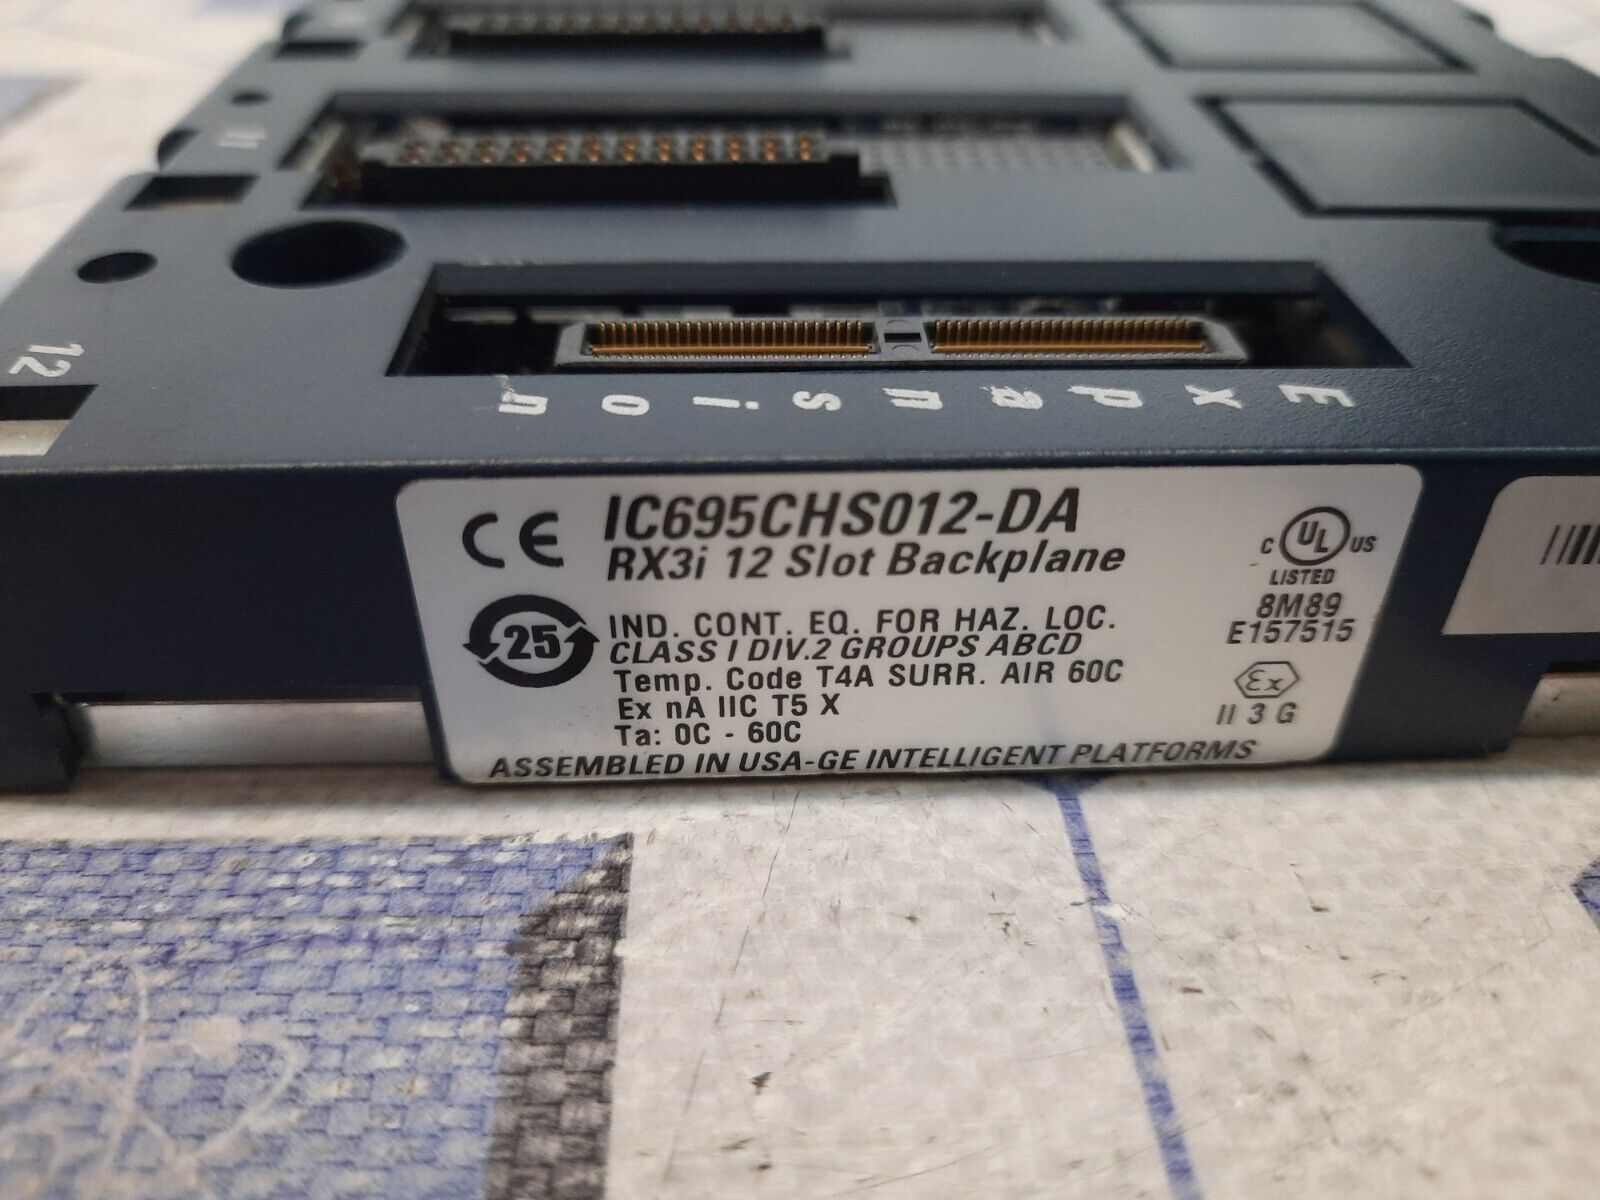 11
12
Expansion
CE
IC695CHS012-DA
RX3i 12 Slot Backplane
25
IND. CONT. EQ. FOR HAZ. LOC.
CLASS I DIV.2 GROUPS ABCD
Temp. Code T4A SURR. AIR 60C
Ex nA IIC T5 X
Ta: 0C - 60C
ASSEMBLED IN USA-GE INTELLIGENT PLATFORMS
C UL US
LISTED
8M89
E157515
Ex
II 3 G